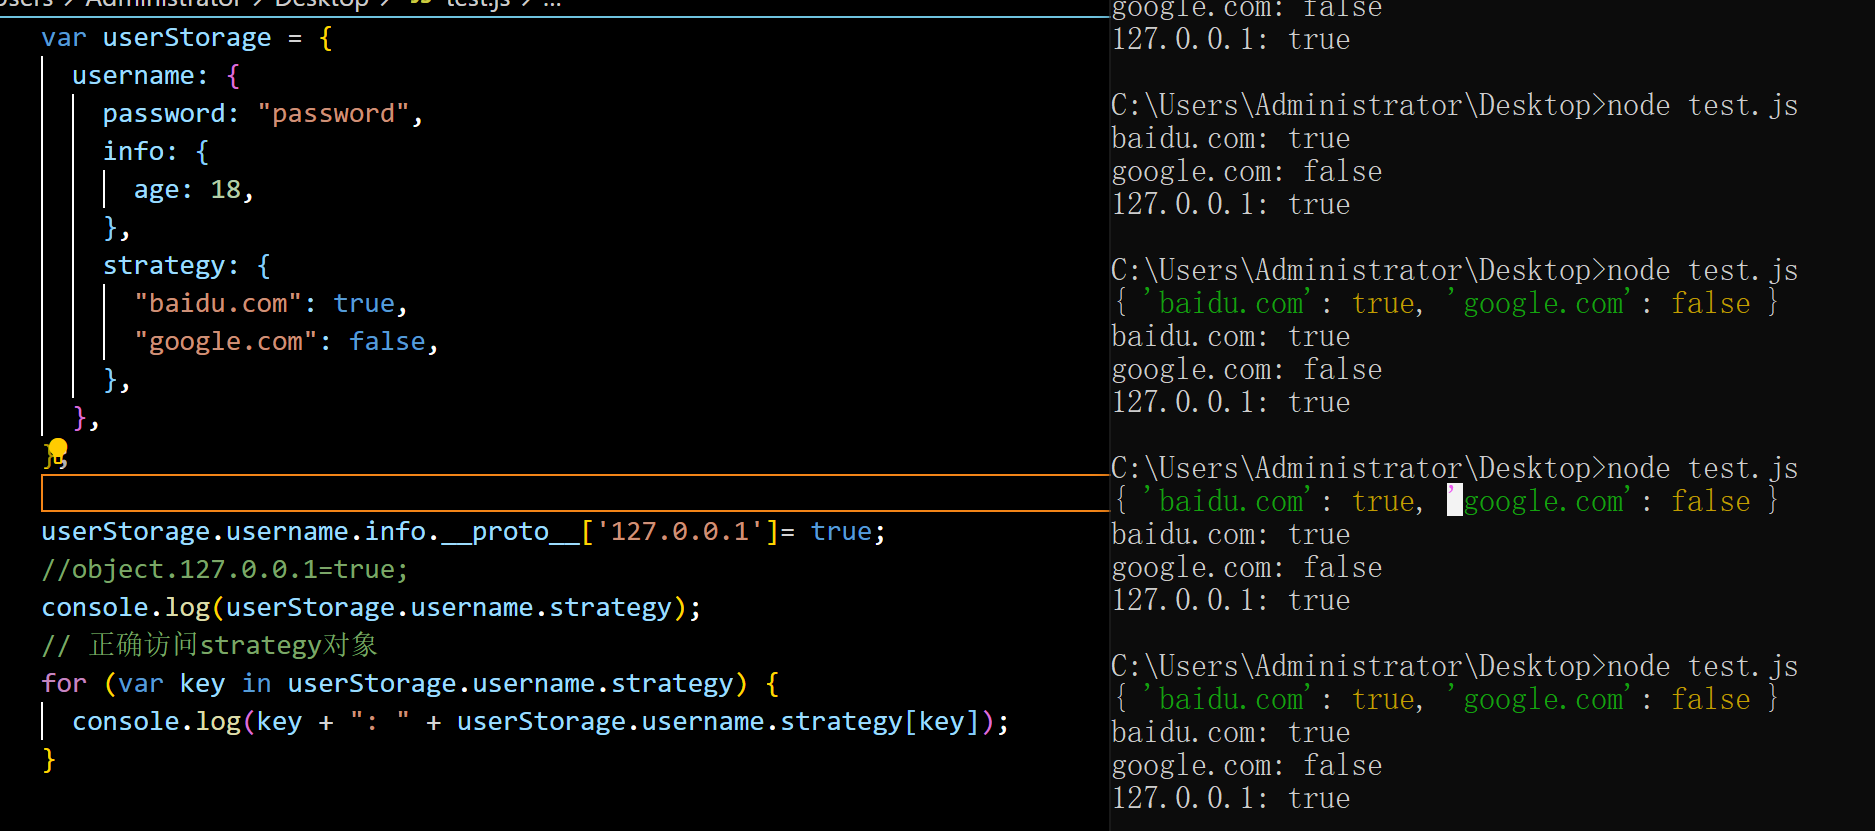 Users > Administrator > Desktop > JS test.js > ...
var userStorage = {
username: {
password: "password",
info: {
age: 18,
},
strategy: {
"baidu.com": true,
"google.com": false,
},
},
};
userStorage.username.info.__proto__['127.0.0.1']= true;
//object.127.0.0.1=true;
console.log(userStorage.username.strategy);
// 正确访问strategy对象
for (var key in userStorage.username.strategy) {
console.log(key + ": " + userStorage.username.strategy[key]);
}
google.com: false
127.0.0.1: true
C:\Users\Administrator\Desktop>node test.js
baidu.com: true
google.com: false
127.0.0.1: true
C:\Users\Administrator\Desktop>node test.js
{ 'baidu.com': true, 'google.com': false }
baidu.com: true
google.com: false
127.0.0.1: true
C:\Users\Administrator\Desktop>node test.js
{ 'baidu.com': true, 'google.com': false }
baidu.com: true
google.com: false
127.0.0.1: true
C:\Users\Administrator\Desktop>node test.js
{ 'baidu.com': true, 'google.com': false }
baidu.com: true
google.com: false
127.0.0.1: true